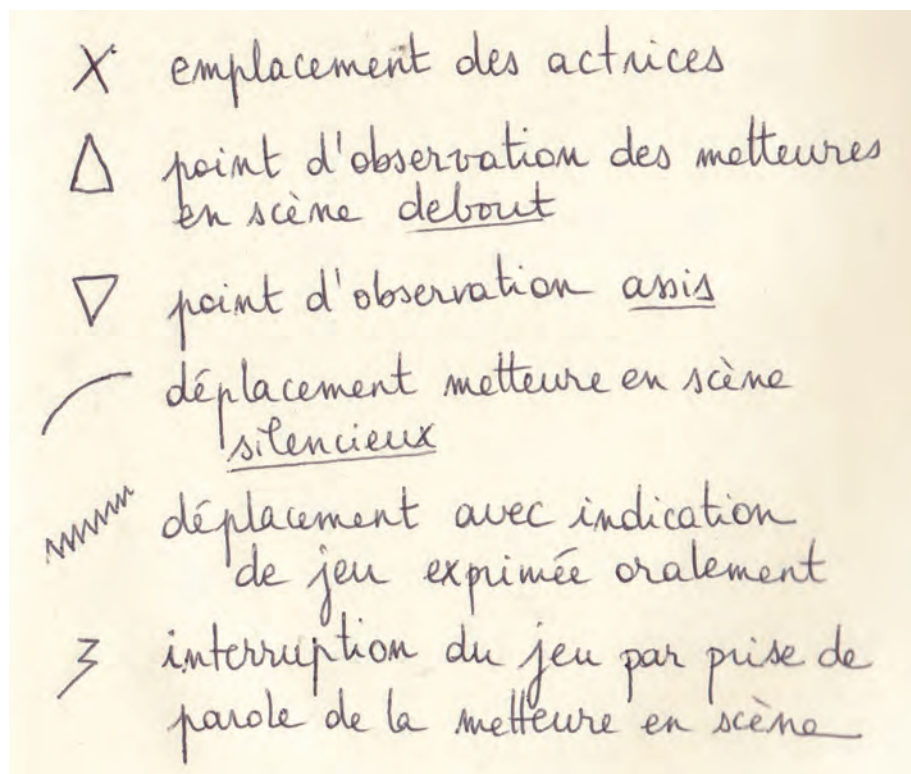 X emplacement des actrices
point d'observation des metteures
en scène debout
point d'observation assis
déplacement metteure en scène
silencieux
déplacement avec indication
de jeu exprimée oralement
interruption du jeu par prise de
parole de la metteure en scène